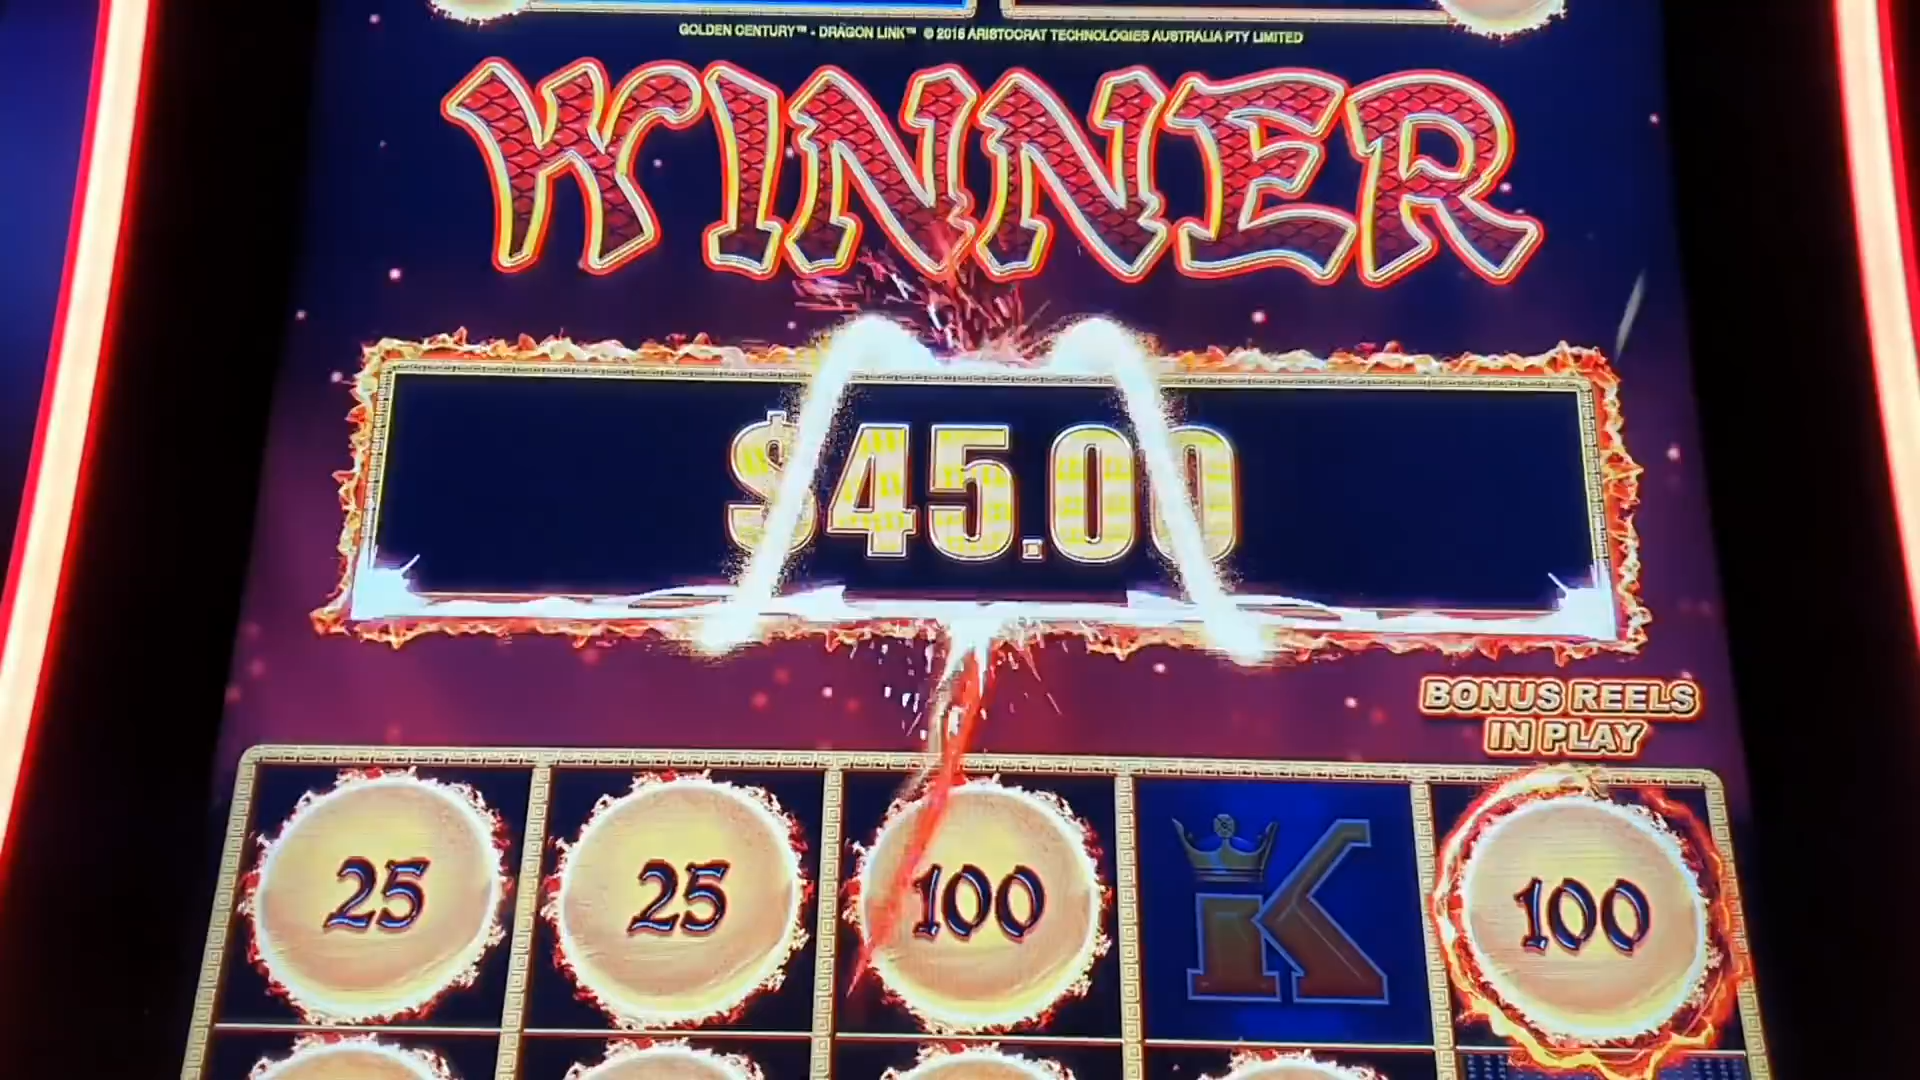 GOLDEN CENTURY™ - DRAGON LINK™ © 2016 ARISTOCRAT TECHNOLOGIES AUSTRALIA PTY LIMITED
WINNER
$45.00
BONUS REELS
IN PLAY
25 25 100 K 100